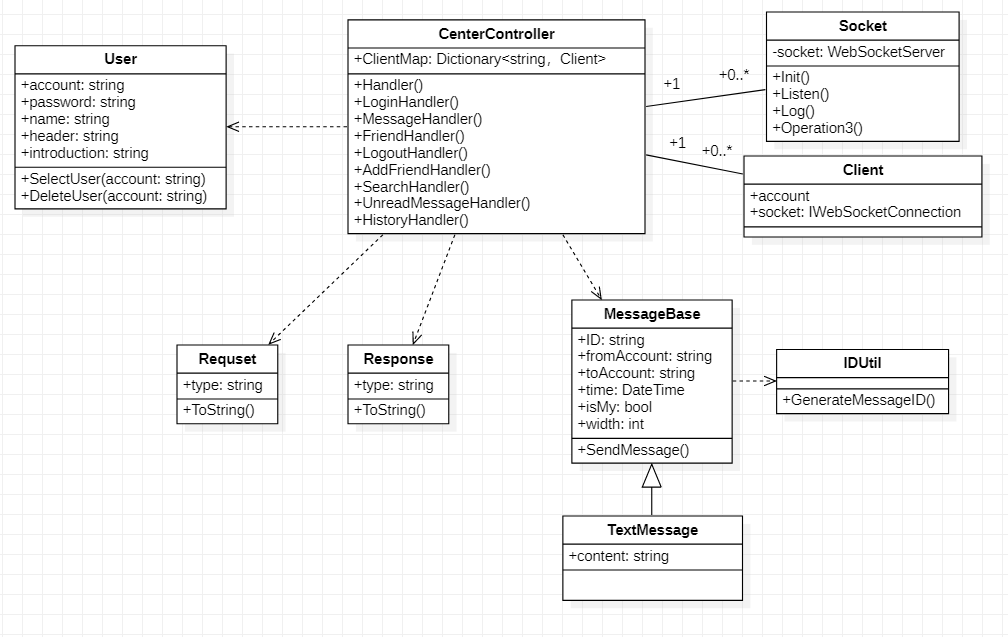 User
+account: string
+password: string
+name: string
+header: string
+introduction: string
+SelectUser(account: string)
+DeleteUser(account: string)
CenterController
+ClientMap: Dictionary<string, Client>
+Handler()
+LoginHandler()
+MessageHandler()
+FriendHandler()
+LogoutHandler()
+AddFriendHandler()
+SearchHandler()
+UnreadMessageHandler()
+HistoryHandler()
+1
+0..*
Socket
-socket: WebSocketServer
+Init()
+Listen()
+Log()
+Operation3()
+1
+0..*
Client
+account
+socket: IWebSocketConnection
Requset
+type: string
+ToString()
Response
+type: string
+ToString()
MessageBase
+ID: string
+fromAccount: string
+toAccount: string
+time: DateTime
+isMy: bool
+width: int
+SendMessage()
IDUtil
+GenerateMessageID()
TextMessage
+content: string